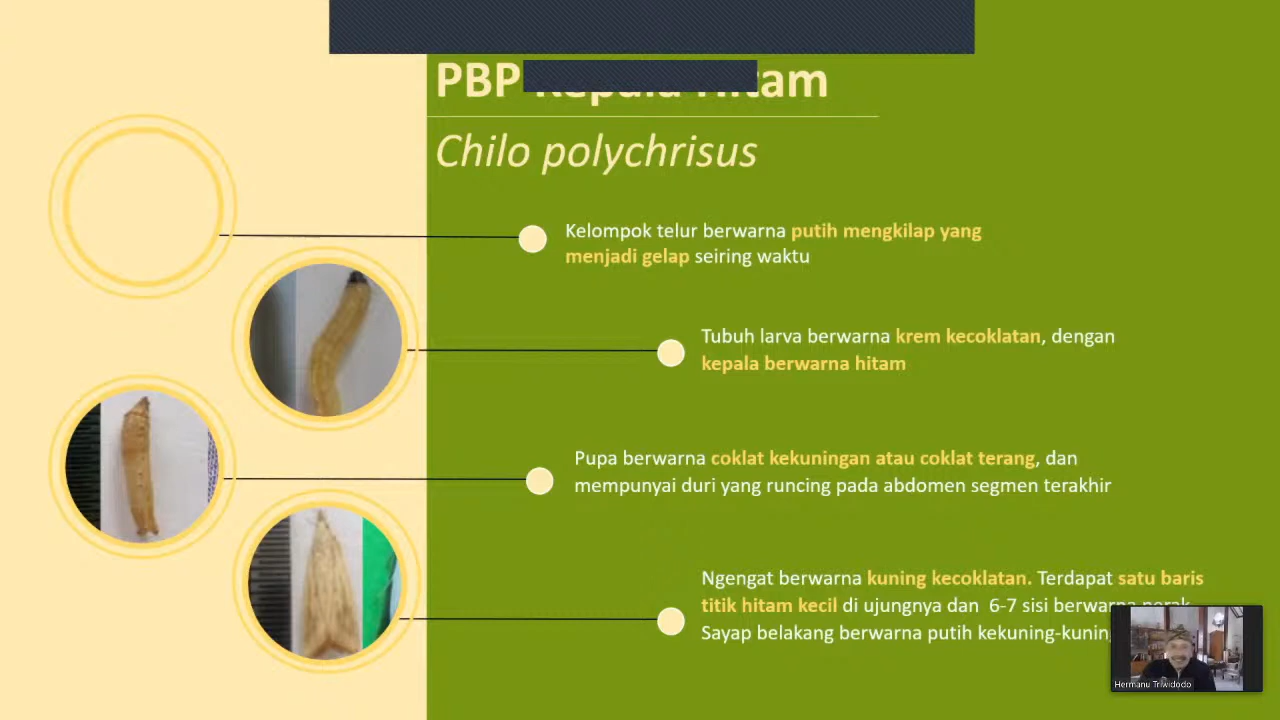 PBP Kepala Hitam
Chilo polychrisus
Kelompok telur berwarna putih mengkilap yang
menjadi gelap seiring waktu
Tubuh larva berwarna krem kecoklatan, dengan
kepala berwarna hitam
Pupa berwarna coklat kekuningan atau coklat terang, dan
mempunyai duri yang runcing pada abdomen segmen terakhir
Ngengat berwarna kuning kecoklatan. Terdapat satu baris
titik hitam kecil di ujungnya dan 6-7 sisi berwarna perak
Sayap belakang berwarna putih
Hermanu Triwidodo